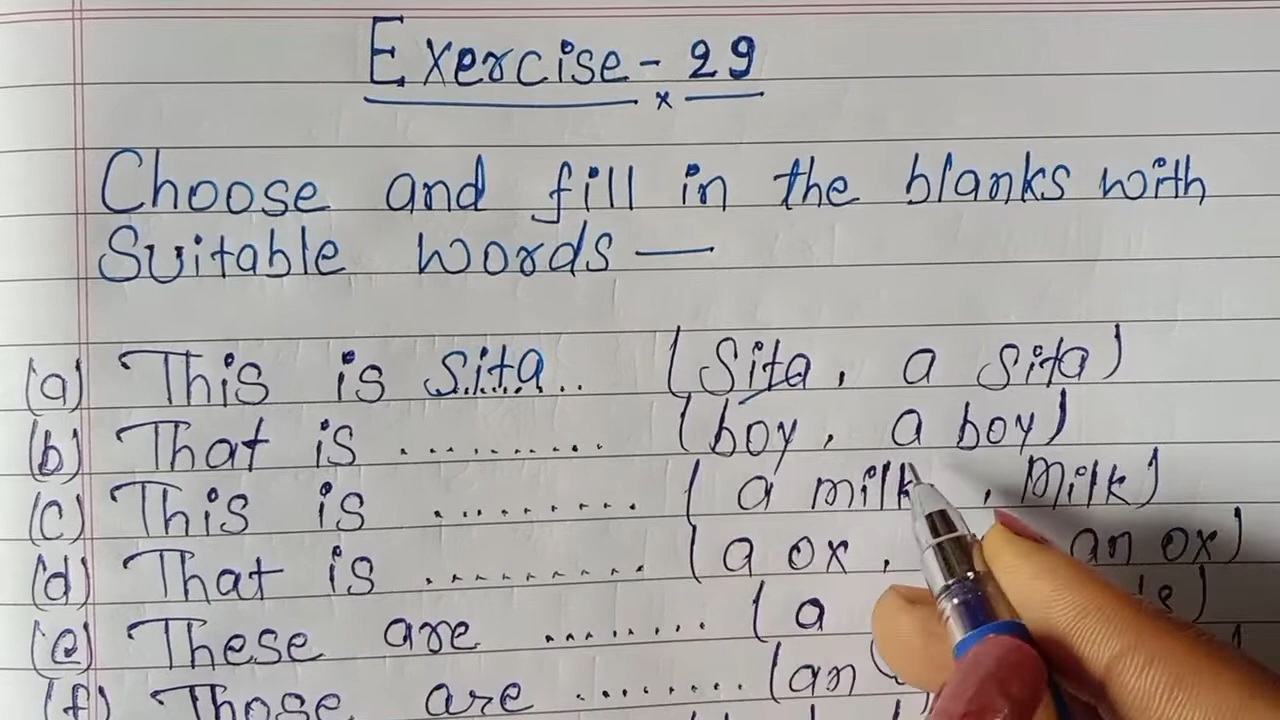 Exercise - 29
Choose and fill in the blanks with
Suitable words —
(a) This is Sita.. (Sita, a Sita)
(b) That is .......... (boy, a boy)
(c) This is .......... (a milk, Milk)
(d) That is .......... (a ox, an ox)
(e) These are ........ (a
(f) Those are ........ (an